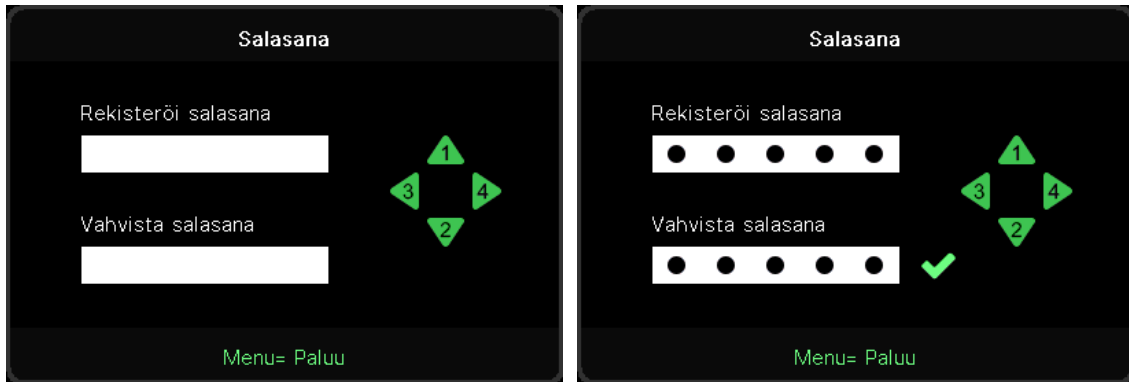 Salasana
Rekisteröi salasana
1
3 4
Vahvista salasana
2
Menu= Paluu
Salasana
Rekisteröi salasana
1
3 4
Vahvista salasana
2
Menu= Paluu